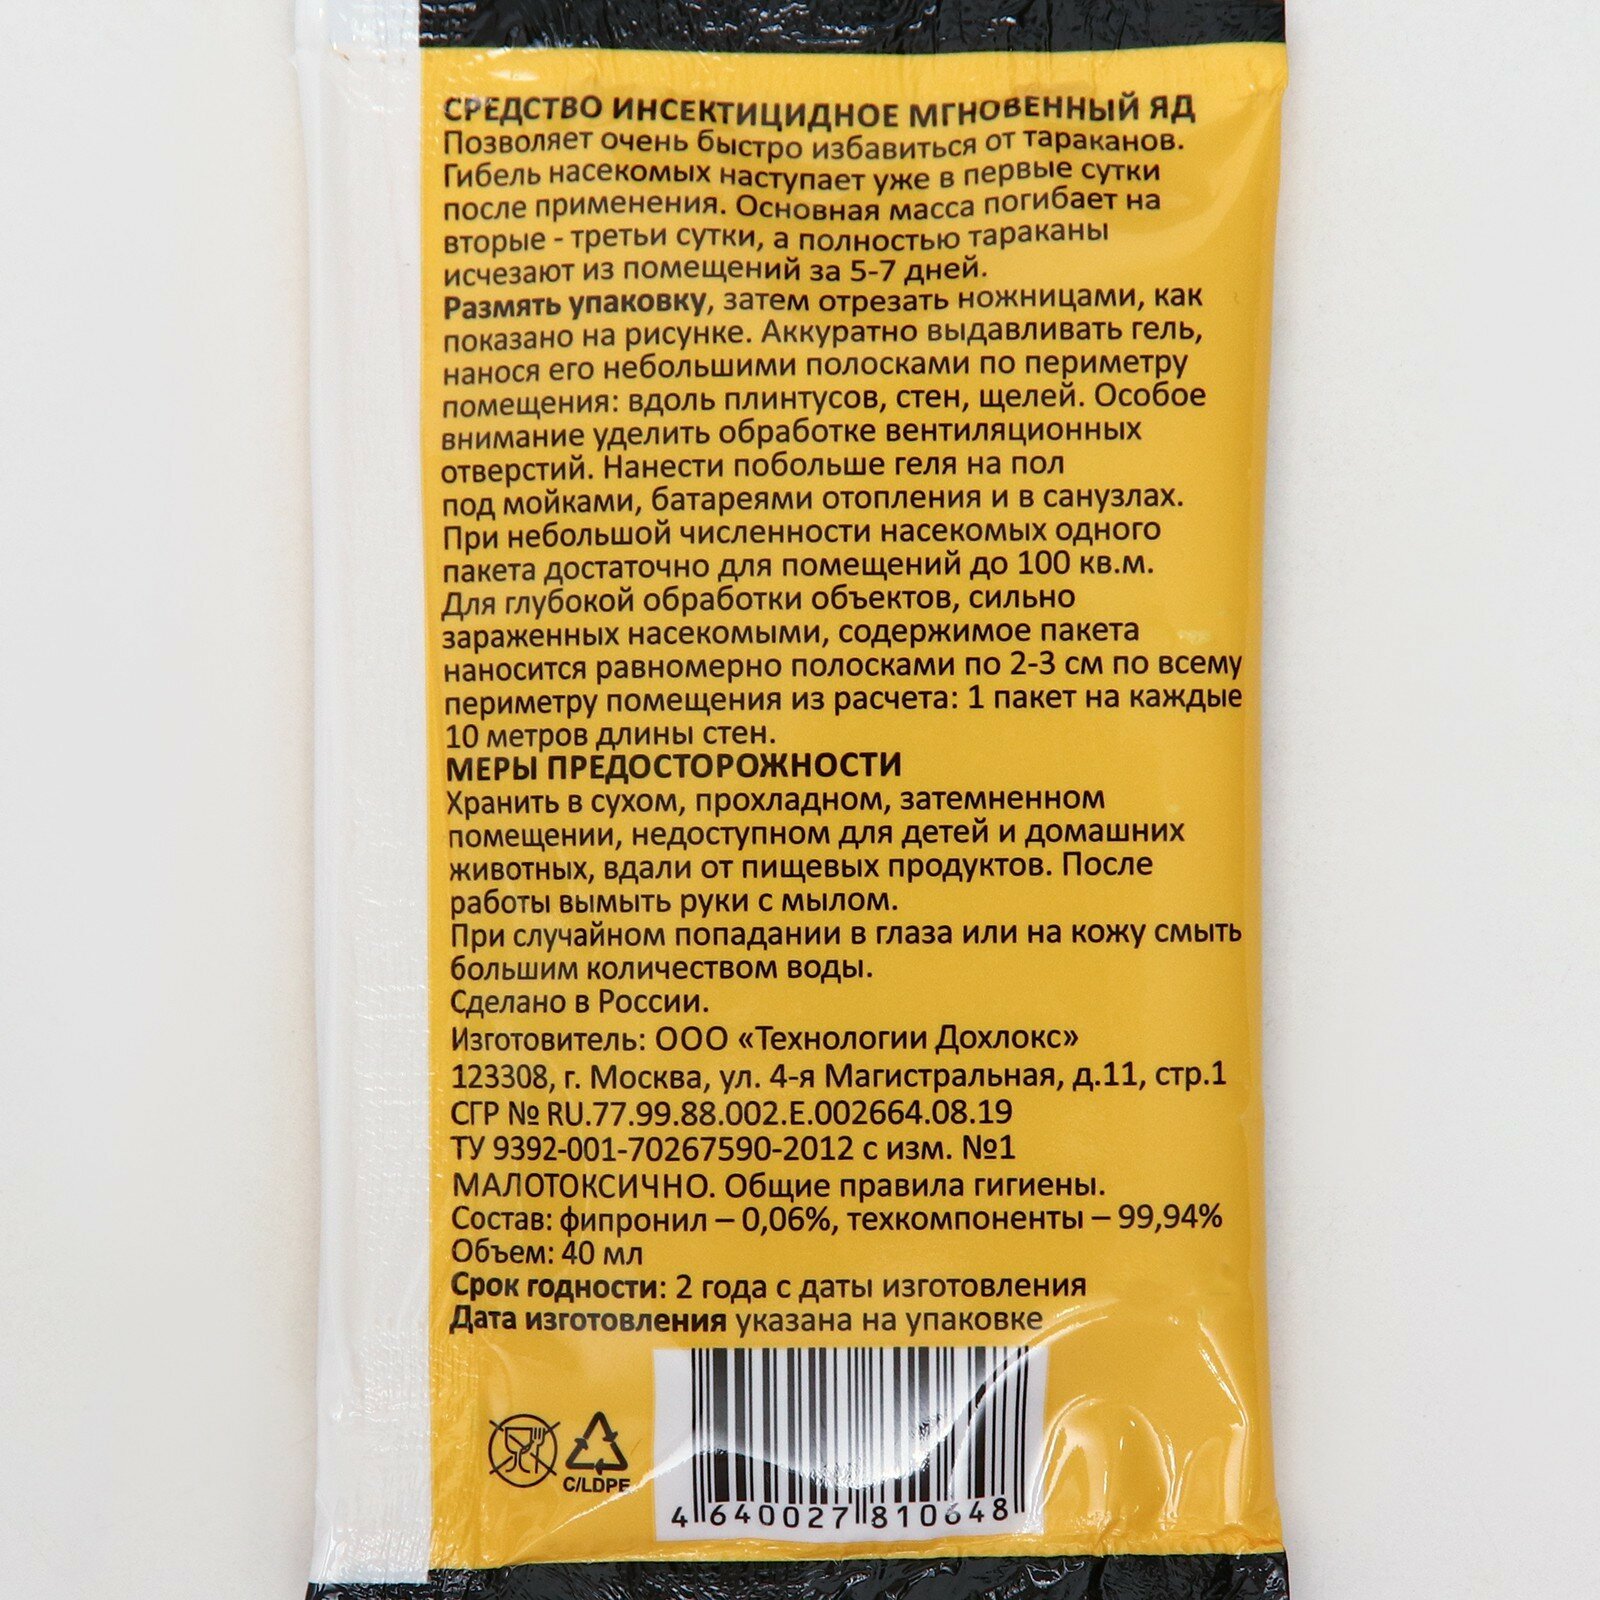 СРЕДСТВО ИНСЕКТИЦИДНОЕ МГНОВЕННЫЙ ЯД
Позволяет очень быстро избавиться от тараканов.
Гибель насекомых наступает уже в первые сутки
после применения. Основная масса погибает на
вторые - третьи сутки, а полностью тараканы
исчезают из помещений за 5-7 дней.
Размять упаковку, затем отрезать ножницами, как
показано на рисунке. Аккуратно выдавливать гель,
нанося его небольшими полосками по периметру
помещения: вдоль плинтусов, стен, щелей. Особое
внимание уделить обработке вентиляционных
отверстий. Нанести побольше геля на пол
под мойками, батареями отопления и в санузлах.
При небольшой численности насекомых одного
пакета достаточно для помещений до 100 кв.м.
Для глубокой обработки объектов, сильно
зараженных насекомыми, содержимое пакета
наносится равномерно полосками по 2-3 см по всему
периметру помещения из расчета: 1 пакет на каждые
10 метров длины стен.
МЕРЫ ПРЕДОСТОРОЖНОСТИ
Хранить в сухом, прохладном, затемненном
помещении, недоступном для детей и домашних
животных, вдали от пищевых продуктов. После
работы вымыть руки с мылом.
При случайном попадании в глаза или на кожу смыть
большим количеством воды.
Сделано в России.
Изготовитель: ООО «Технологии Дохлокс»
123308, г. Москва, ул. 4-я Магистральная, д.11, стр.1
СГР № RU.77.99.88.002.Е.002664.08.19
ТУ 9392-001-70267590-2012 с изм. №1
МАЛОТОКСИЧНО. Общие правила гигиены.
Состав: фипронил – 0,06%, техкомпоненты – 99,94%
Объем: 40 мл
Срок годности: 2 года с даты изготовления
Дата изготовления указана на упаковке
C/LDPE
4 640027 810648